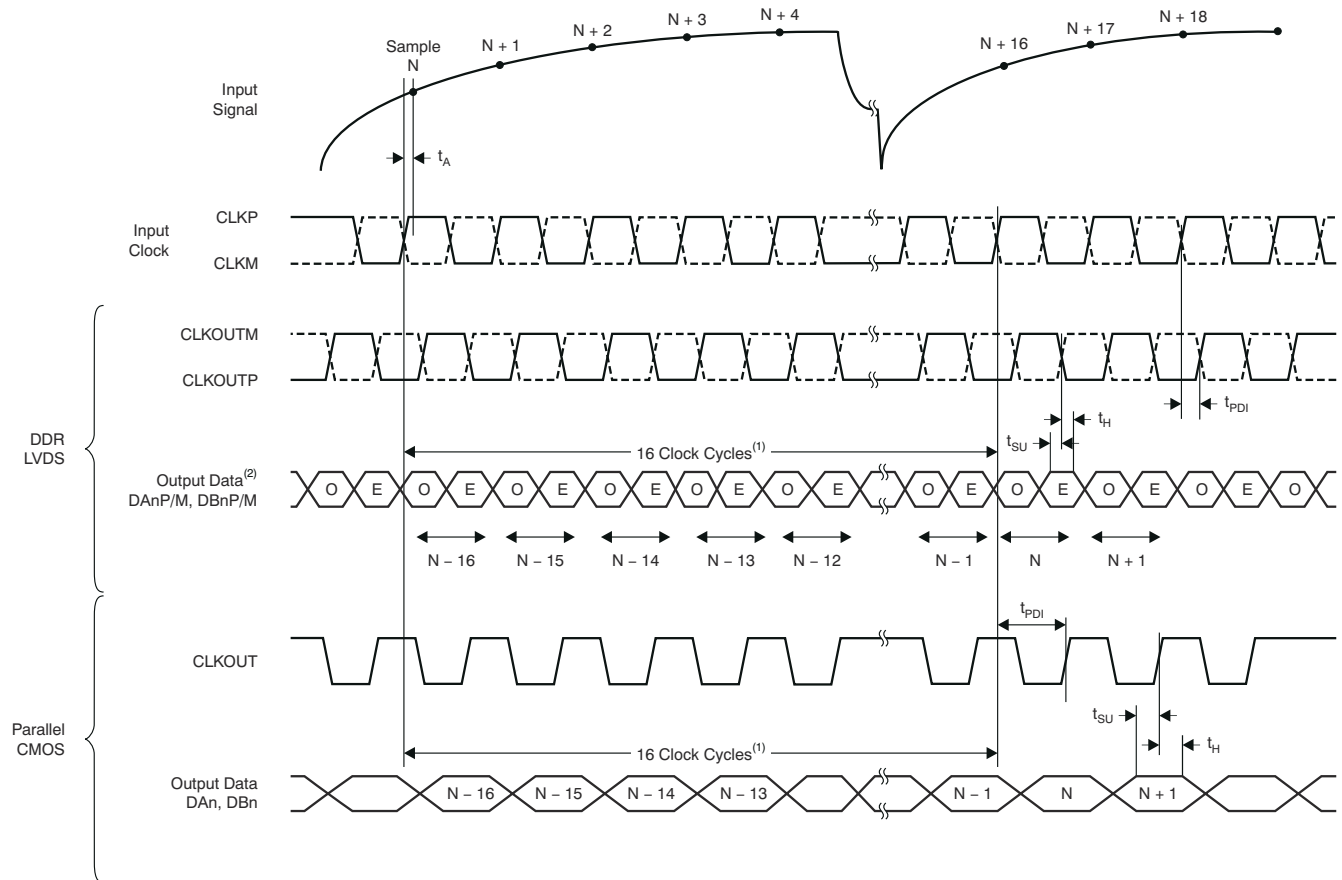 N + 1
N + 2
N + 3
N + 4
N + 16
N + 17
N + 18
Sample
N
Input
Signal
tA
Input
Clock
CLKP
CLKM
DDR
LVDS
CLKOUTM
CLKOUTP
tPDI
tSU
tH
16 Clock Cycles(1)
Output Data(2)
DAnP/M, DBnP/M
O E O E O E O E O E O E O E O E O E O E O
N – 16
N – 15
N – 14
N – 13
N – 12
N – 1
N
N + 1
Parallel
CMOS
CLKOUT
tPDI
tSU
tH
16 Clock Cycles(1)
Output Data
DAn, DBn
N – 16
N – 15
N – 14
N – 13
N – 1
N
N + 1